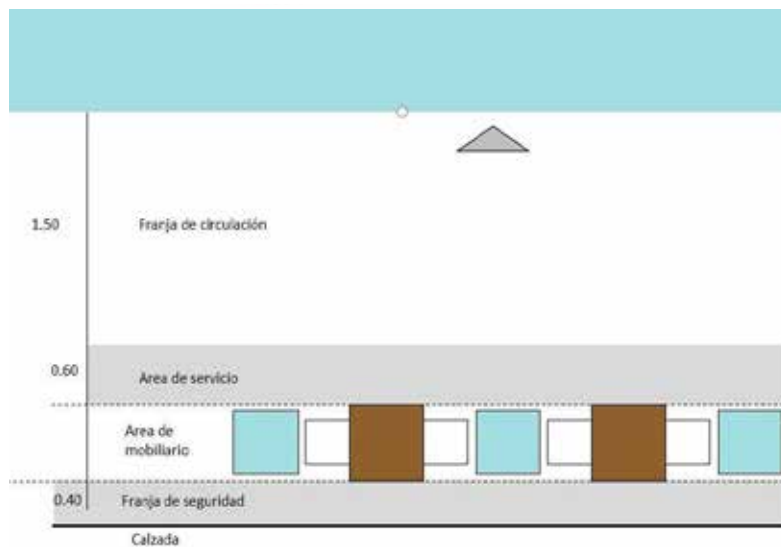 1.50
Franja de circulación
0.60
Area de servicio
Area de
mobiliario
0.40
Franja de seguridad
Calzada